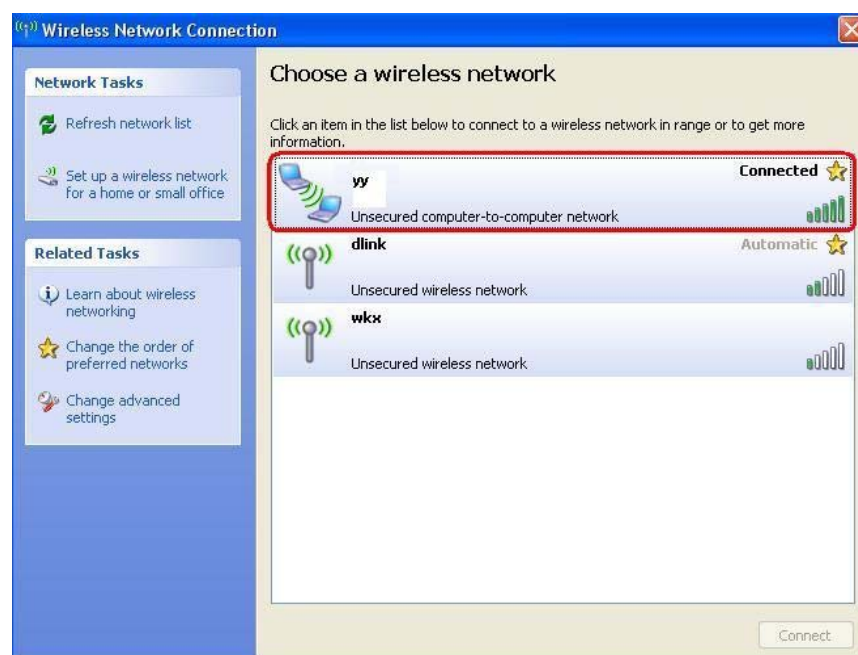 Wireless Network Connection
Network Tasks
Refresh network list
Set up a wireless network
for a home or small office
Related Tasks
Learn about wireless
networking
Change the order of
preferred networks
Change advanced
settings
Choose a wireless network
Click an item in the list below to connect to a wireless network in range or to get more
information.
yy
Connected
Unsecured computer-to-computer network
dlink
Automatic
Unsecured wireless network
wkx
Unsecured wireless network
Connect